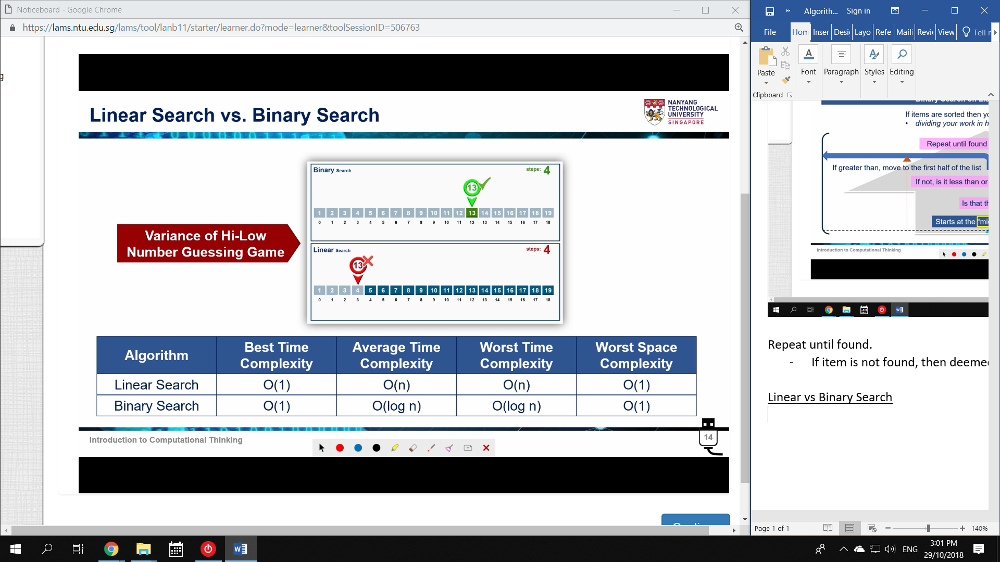 Noticeboard - Google Chrome
https://lams.ntu.edu.sg/lams/tool/lanb11/starter/learner.do?mode=learner&toolSessionID=506763
g
Linear Search vs. Binary Search
NANYANG
TECHNOLOGICAL
UNIVERSITY
SINGAPORE
Variance of Hi-Low
Number Guessing Game
Binary Search
steps: 4
13
1 2 3 4 5 6 7 8 9 10 11 12 13 14 15 16 17 18 19
0 1 2 3 4 5 6 7 8 9 10 11 12 13 14 15 16 17 18
Linear Search
steps: 4
13
1 2 3 4 5 6 7 8 9 10 11 12 13 14 15 16 17 18 19
0 1 2 3 4 5 6 7 8 9 10 11 12 13 14 15 16 17 18
Algorithm
Best Time Complexity
Average Time Complexity
Worst Time Complexity
Worst Space Complexity
Linear Search O(1) O(n) O(n) O(1)
Binary Search O(1) O(log n) O(log n) O(1)
Introduction to Computational Thinking
14
Algorith... Sign in
File Hom Inser Desi Layo Refe Maili Revie View Tell
Paste
Font
Paragraph
Styles
Editing
Clipboard
If items are sorted then
• dividing your work in
Repeat until found
If greater than, move to the first half of the list
If not, is it less than or
Is that
Starts at the
Introduction to Computational Thinking
Repeat until found.
- If item is not found, then deeme
Linear vs Binary Search
Page 1 of 1
140%
ENG
3:01 PM
29/10/2018